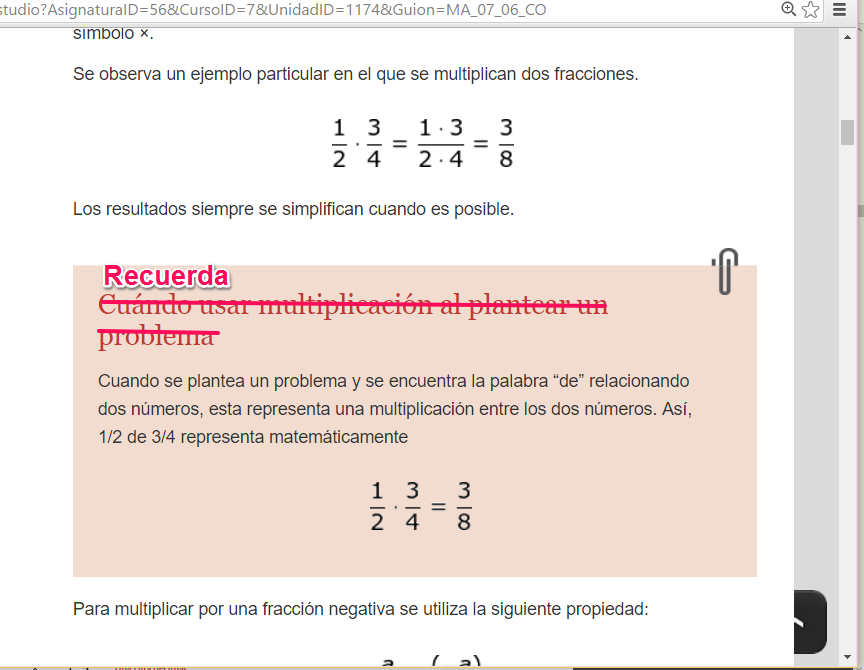 studio?AsignaturaID=56&CursoID=7&UnidadID=1174&Guion=MA_07_06_CO
símbolo ×.
Se observa un ejemplo particular en el que se multiplican dos fracciones.
1/2 · 3/4 = 1 · 3/2 · 4 = 3/8
Los resultados siempre se simplifican cuando es posible.
Recuerda
Cuándo usar multiplicación al plantear un
problema
Cuando se plantea un problema y se encuentra la palabra “de” relacionando
dos números, esta representa una multiplicación entre los dos números. Así,
1/2 de 3/4 representa matemáticamente
1/2 · 3/4 = 3/8
Para multiplicar por una fracción negativa se utiliza la siguiente propiedad: